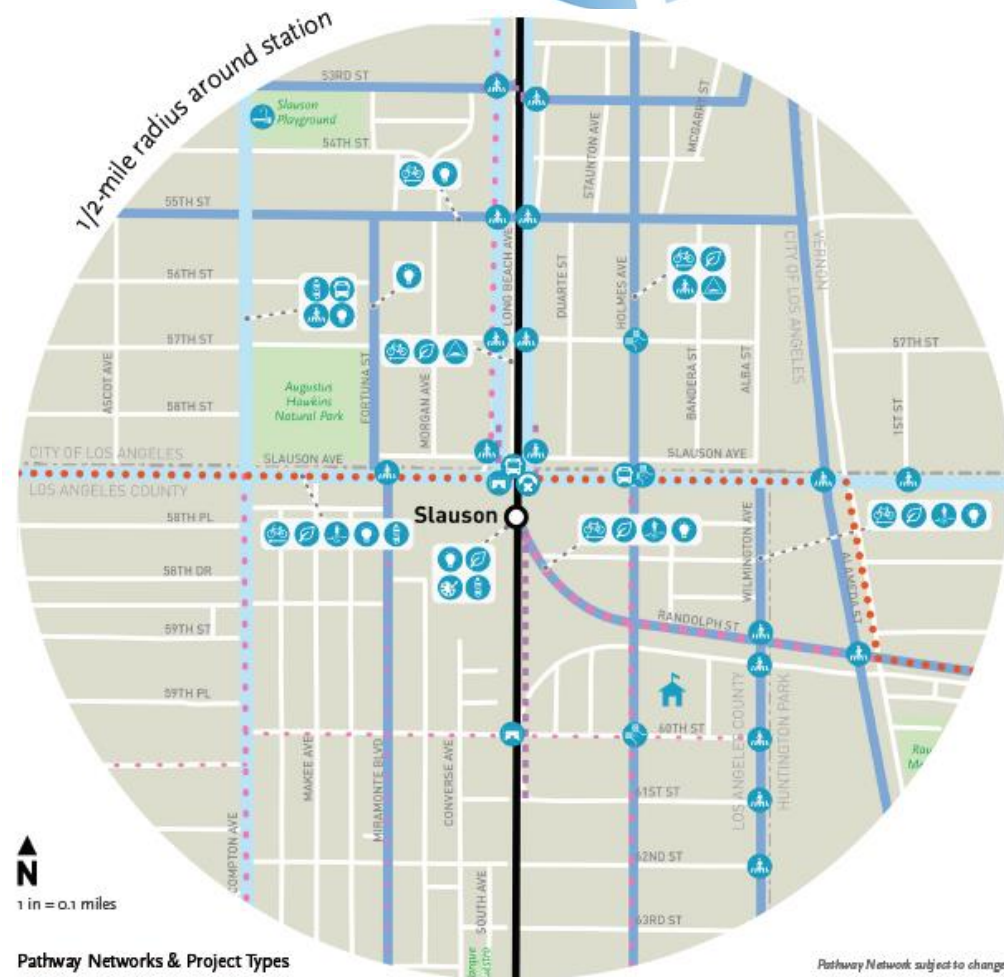 1/2-mile radius around station
53RD ST
Slauson
Playground
54TH ST
STAUNTON AVE
MCGARRY ST
55TH ST
LONG BEACH AVE
DUARTE ST
HOLMES AVE
CITY OF LOS ANGELES
VERNON
56TH ST
57TH ST
57TH ST
ASCOT AVE
Augustus
Hawkins
Natural Park
FORTUNA ST
MORGAN AVE
BANDERA ST
ALBA ST
1ST ST
58TH ST
CITY OF LOS ANGELES
SLAUSON AVE
SLAUSON AVE
LOS ANGELES COUNTY
58TH PL
Slauson
WILMINGTON AVE
ALAMEDA ST
58TH DR
RANDOLPH ST
59TH ST
59TH PL
60TH ST
LOS ANGELES COUNTY
HUNTINGTON PARK
MAKEE AVE
MIRAMONTE BLVD
CONVERSE AVE
61ST ST
COMPTON AVE
62ND ST
SOUTH AVE
63RD ST
N
1 in = 0.1 miles
Pathway Networks & Project Types
Pathway Network subject to change